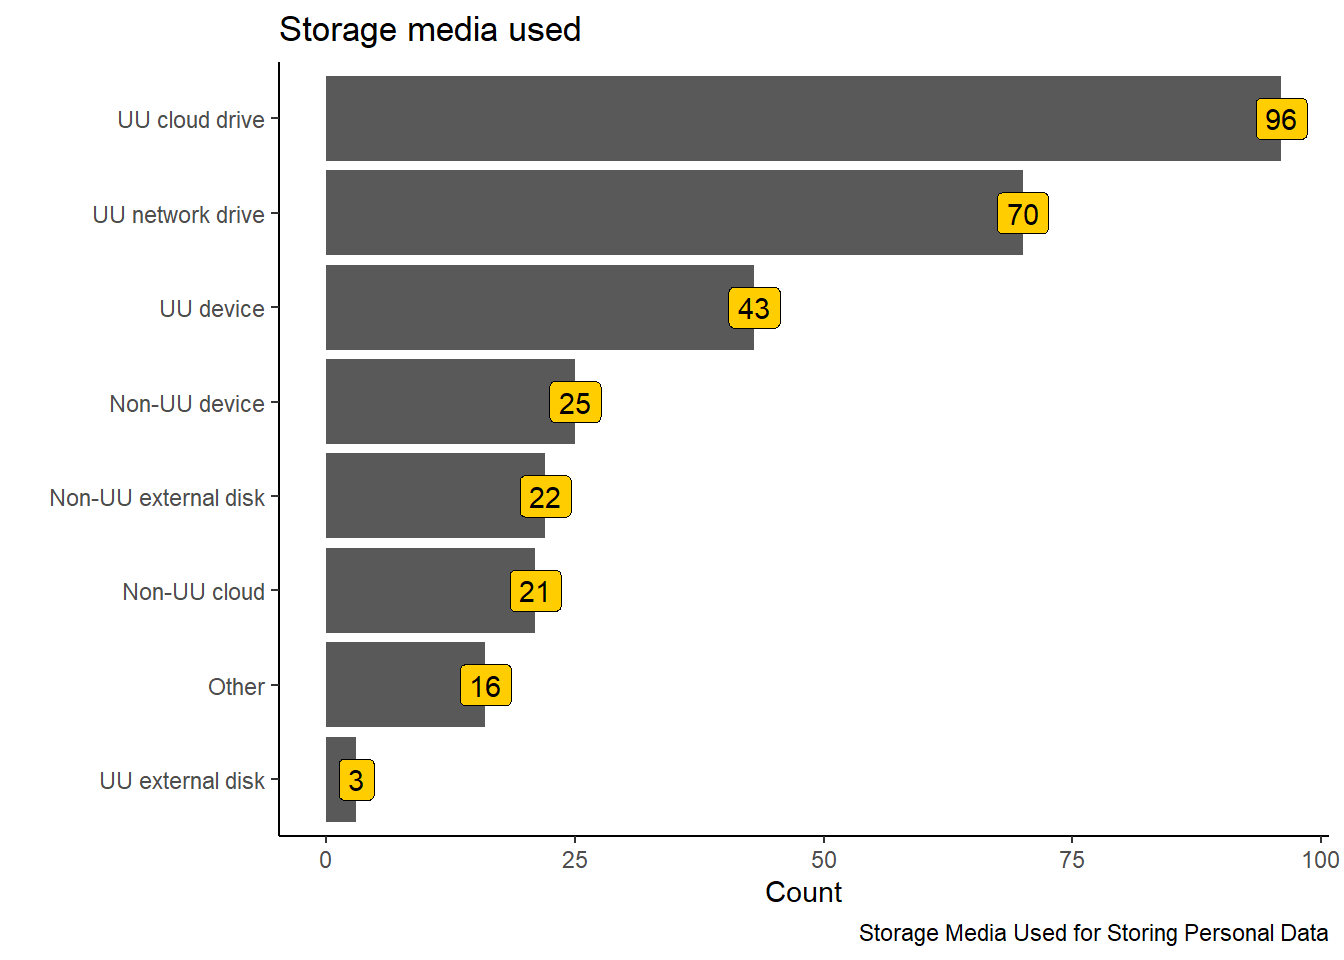 Storage media used
UU cloud drive
96
UU network drive
70
UU device
43
Non-UU device
25
Non-UU external disk
22
Non-UU cloud
21
Other
16
UU external disk
3
0 25 50 75 100
Count
Storage Media Used for Storing Personal Data